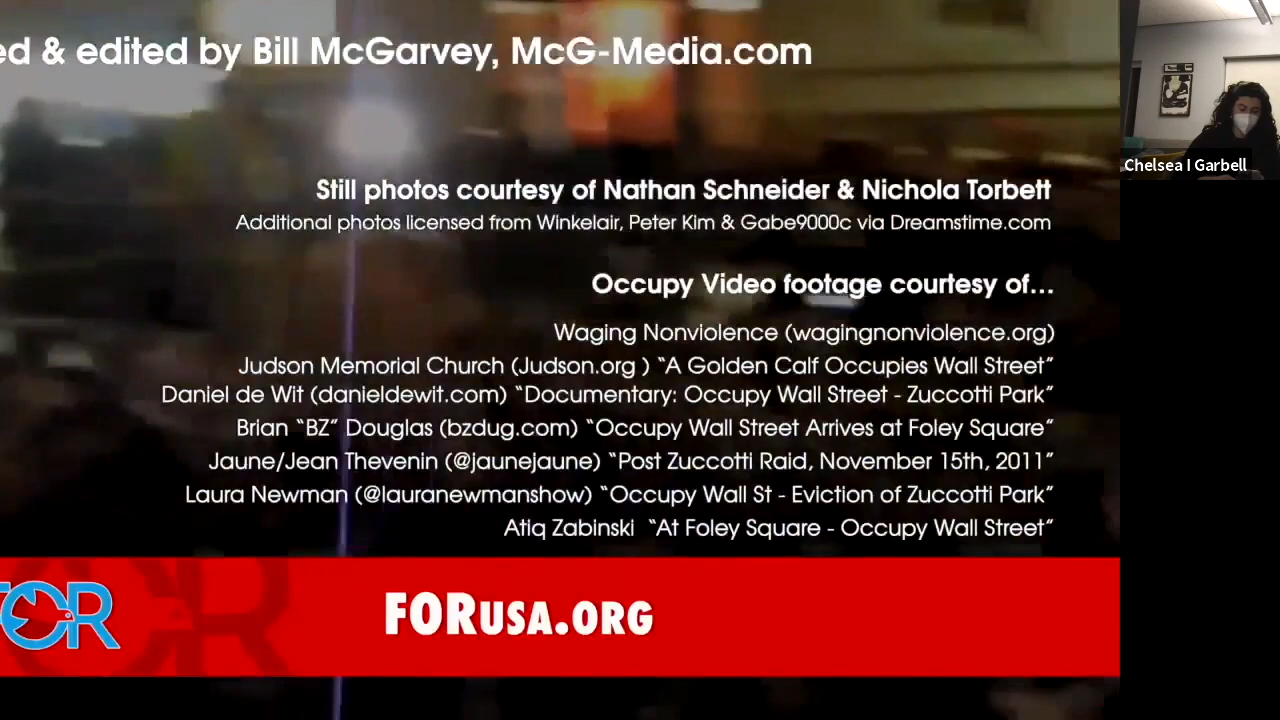 ed & edited by Bill McGarvey, McG-Media.com
Chelsea I Garbell
Still photos courtesy of Nathan Schneider & Nichola Torbett
Additional photos licensed from Winkelair, Peter Kim & Gabe9000c via Dreamstime.com
Occupy Video footage courtesy of...
Waging Nonviolence (wagingnonviolence.org)
Judson Memorial Church (Judson.org ) “A Golden Calf Occupies Wall Street”
Daniel de Wit (danieldewit.com) “Documentary: Occupy Wall Street - Zuccotti Park”
Brian “BZ” Douglas (bzdug.com) “Occupy Wall Street Arrives at Foley Square”
Jaune/Jean Thevenin (@jaunejaune) “Post Zuccotti Raid, November 15th, 2011”
Laura Newman (@lauranewmanshow) “Occupy Wall St - Eviction of Zuccotti Park”
Atiq Zabinski  “At Foley Square - Occupy Wall Street”
FOR
FORUSA.ORG